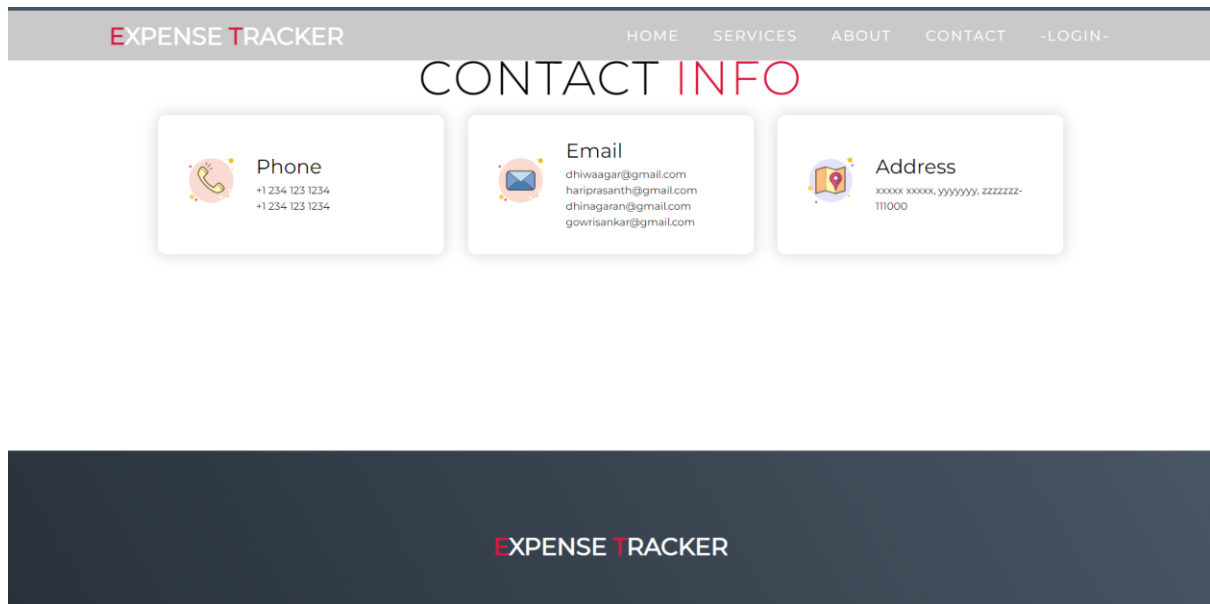 EXPENSE TRACKER
HOME SERVICES ABOUT CONTACT -LOGIN-
CONTACT INFO
Phone
+1 234 123 1234
+1 234 123 1234
Email
dhiwaagar@gmail.com
hariprasanth@gmail.com
dhinagaran@gmail.com
gowrisankar@gmail.com
Address
xxxxx xxxxx, yyyyyyy, zzzzzzz-
111000
EXPENSE TRACKER